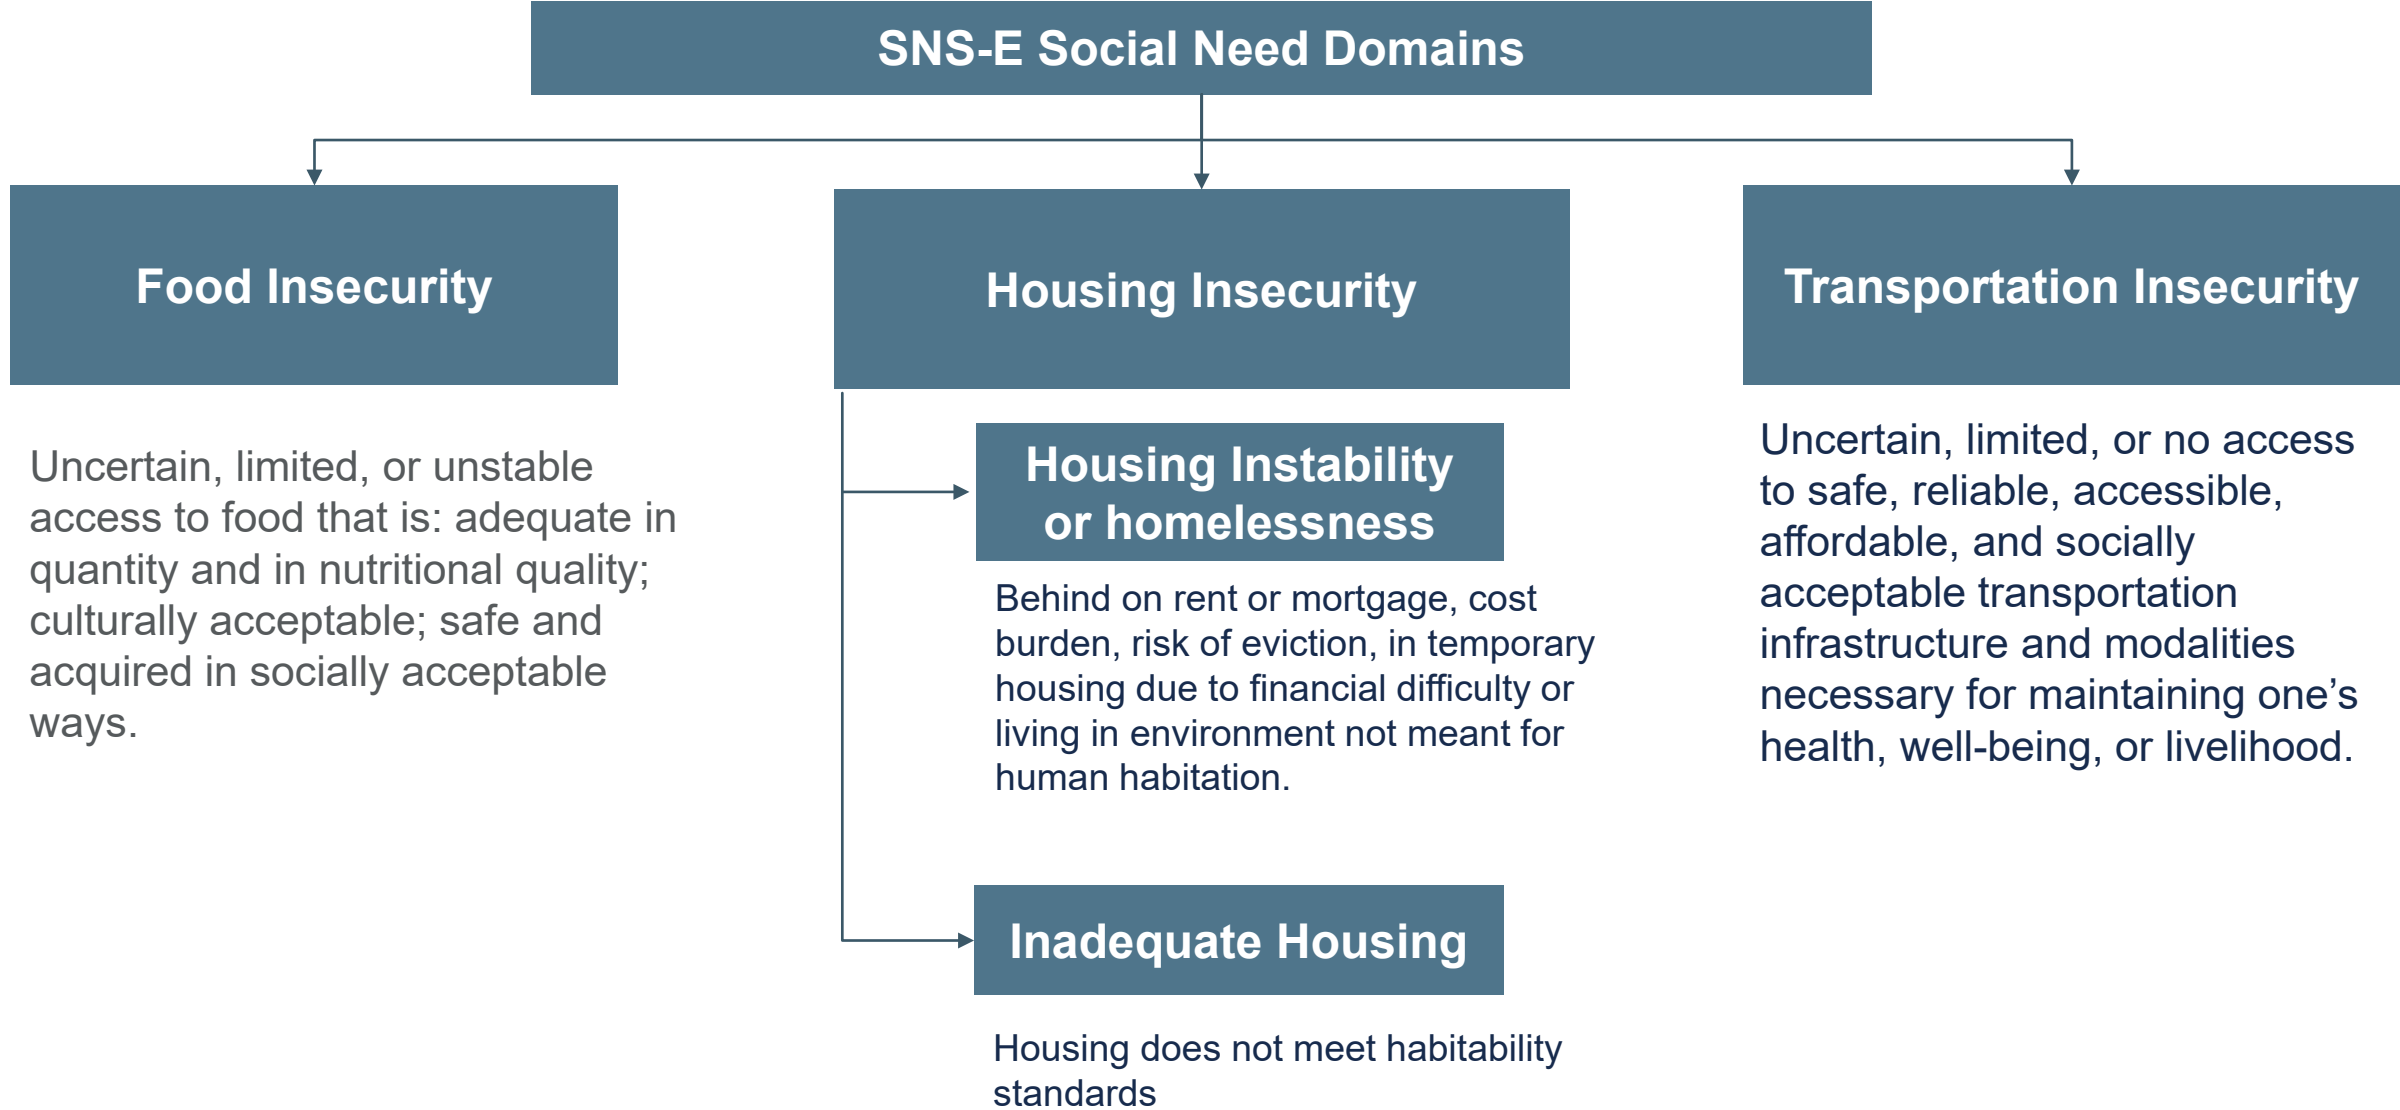 SNS-E Social Need Domains
Food Insecurity
Uncertain, limited, or unstable
access to food that is: adequate in
quantity and in nutritional quality;
culturally acceptable; safe and
acquired in socially acceptable
ways.
Housing Insecurity
Housing Instability
or homelessness
Behind on rent or mortgage, cost
burden, risk of eviction, in temporary
housing due to financial difficulty or
living in environment not meant for
human habitation.
Inadequate Housing
Housing does not meet habitability
standards
Transportation Insecurity
Uncertain, limited, or no access
to safe, reliable, accessible,
affordable, and socially
acceptable transportation
infrastructure and modalities
necessary for maintaining one’s
health, well-being, or livelihood.